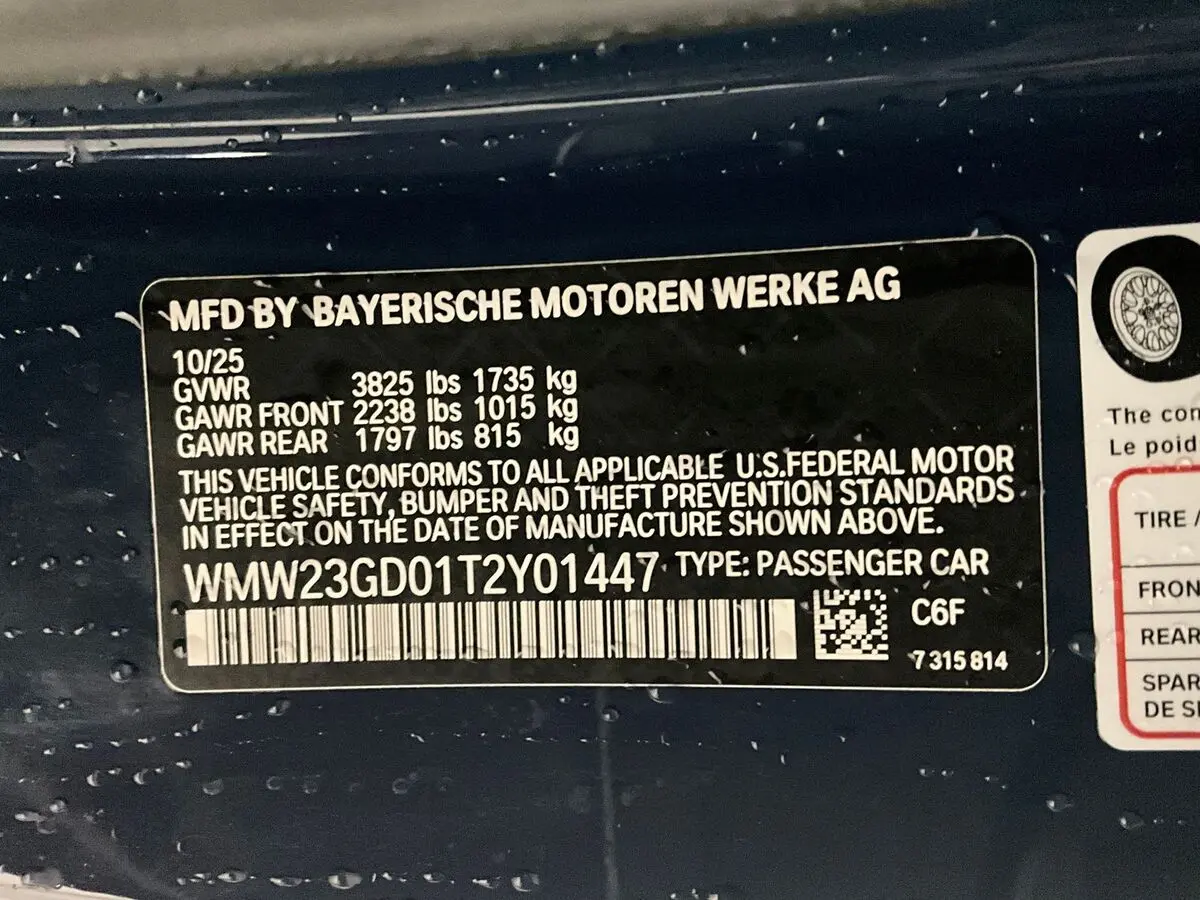 MFD BY BAYERISCHE MOTOREN WERKE AG
10/25
GVWR 3825 lbs 1735 kg
GAWR FRONT 2238 lbs 1015 kg
GAWR REAR 1797 lbs 815 kg
THIS VEHICLE CONFORMS TO ALL APPLICABLE U.S.FEDERAL MOTOR
VEHICLE SAFETY, BUMPER AND THEFT PREVENTION STANDARDS
IN EFFECT ON THE DATE OF MANUFACTURE SHOWN ABOVE.
WMW23GD01T2Y01447 TYPE: PASSENGER CAR
C6F
7 315 814
The
Le
TIRE /
REAR
DE